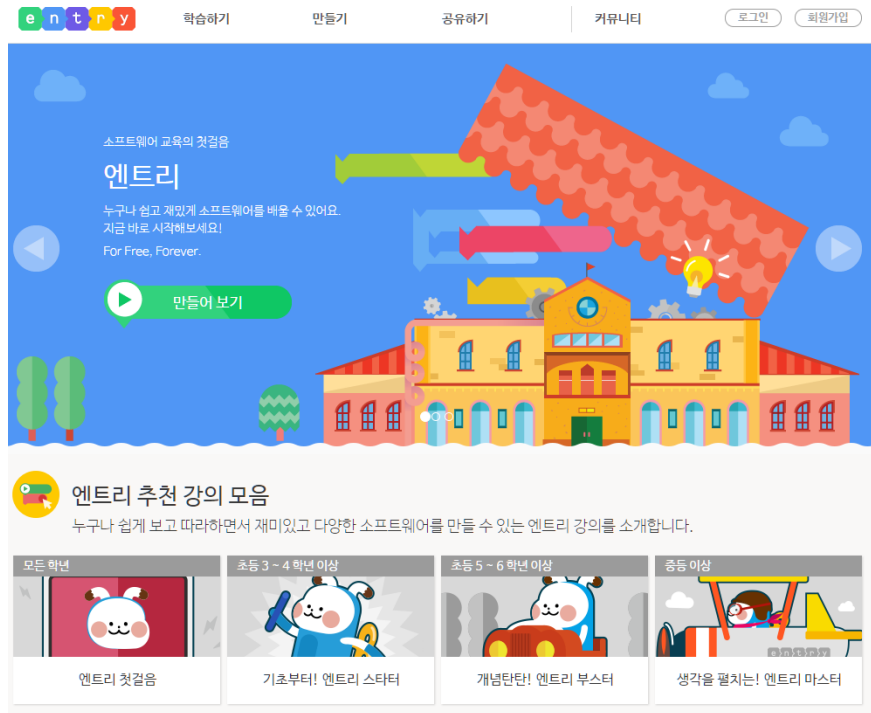 entry
학습하기
만들기
공유하기
커뮤니티
로그인
회원가입
소프트웨어 교육의 첫걸음
엔트리
누구나 쉽고 재밌게 소프트웨어를 배울 수 있어요.
지금 바로 시작해보세요!
For Free, Forever.
만들어 보기
엔트리 추천 강의 모음
누구나 쉽게 보고 따라하면서 재미있고 다양한 소프트웨어를 만들 수 있는 엔트리 강의를 소개합니다.
모든 학년
초등 3 ~ 4 학년 이상
초등 5 ~ 6 학년 이상
중등 이상
entry
엔트리 첫걸음
기초부터! 엔트리 스타터
개념탄탄! 엔트리 부스터
생각을 펼치는! 엔트리 마스터